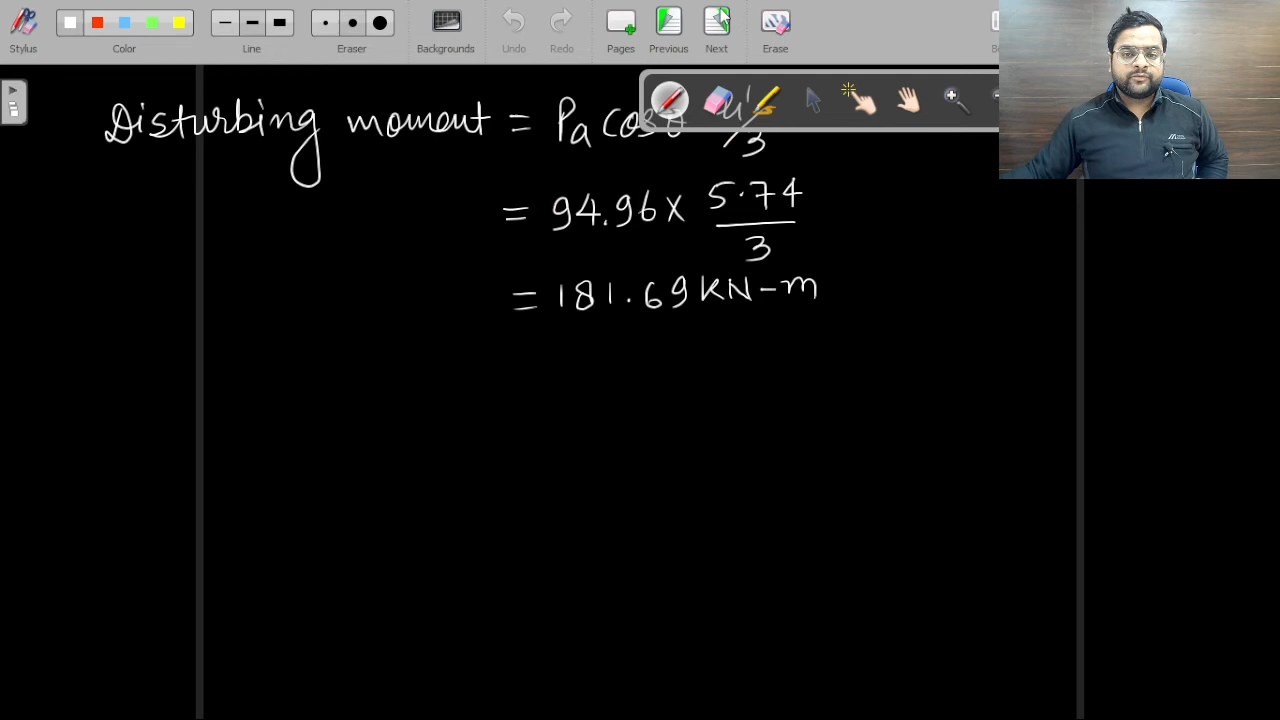 Stylus Color Line Eraser Backgrounds Undo Redo Pages Previous Next Erase
Disturbing moment = Pa cosθ H'/3
= 94.96 × 5.74/3
= 181.69 KN-m